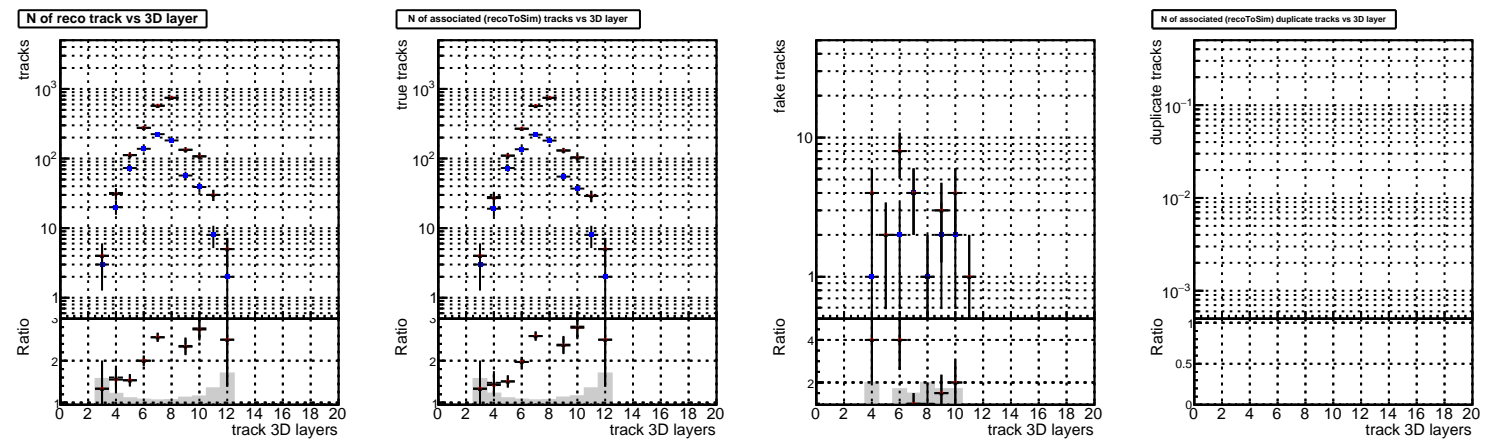 N of reco track vs 3D layer
tracks
10³
10²
10
1
Ratio
3
2
1
0 2 4 6 8 10 12 14 16 18 20
track 3D layers
N of associated (recoToSim) tracks vs 3D layer
true tracks
10³
10²
10
1
Ratio
3
2
1
0 2 4 6 8 10 12 14 16 18 20
track 3D layers
fake tracks
10
1
Ratio
4
2
0 2 4 6 8 10 12 14 16 18 20
track 3D layers
N of associated (recoToSim) duplicate tracks vs 3D layer
duplicate tracks
10⁻¹
10⁻²
10⁻³
Ratio
1
0.5
0
0 2 4 6 8 10 12 14 16 18 20
track 3D layers